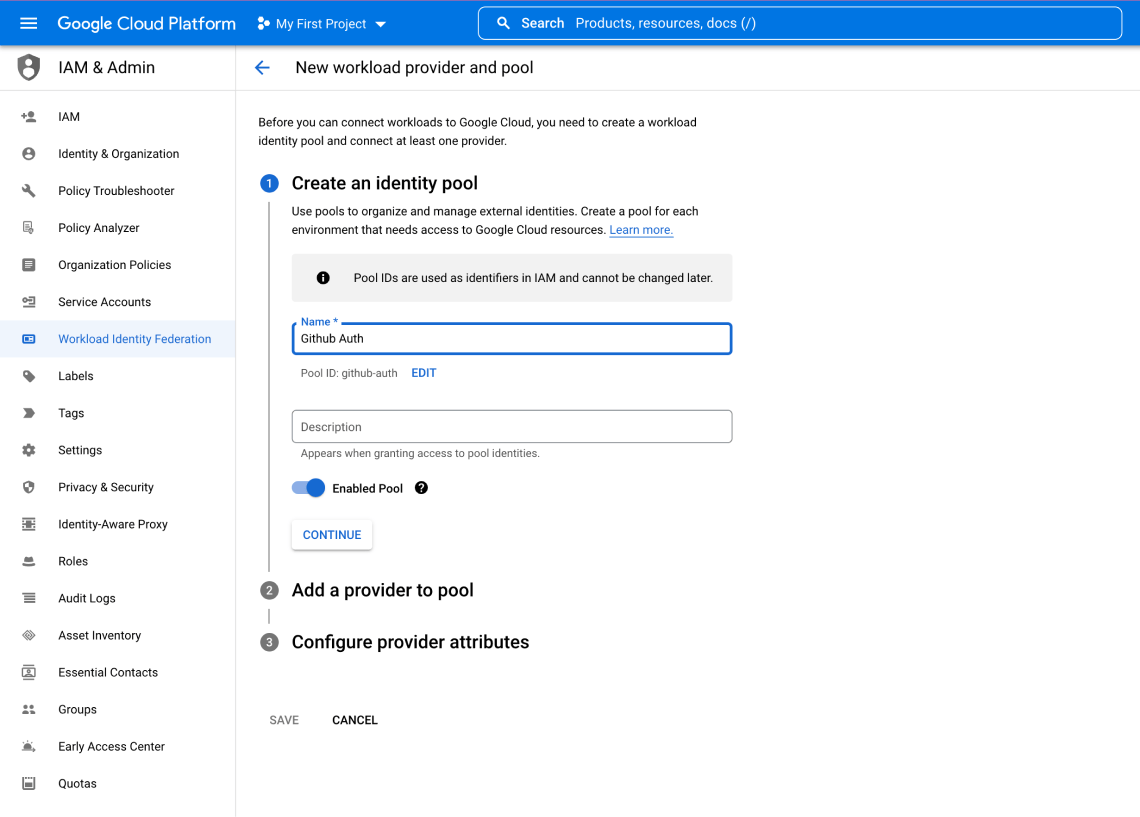 Google Cloud Platform
My First Project
Search Products, resources, docs (/)
IAM & Admin
New workload provider and pool
IAM
Identity & Organization
Policy Troubleshooter
Policy Analyzer
Organization Policies
Service Accounts
Workload Identity Federation
Labels
Tags
Settings
Privacy & Security
Identity-Aware Proxy
Roles
Audit Logs
Asset Inventory
Essential Contacts
Groups
Early Access Center
Quotas
Before you can connect workloads to Google Cloud, you need to create a workload
identity pool and connect at least one provider.
1 Create an identity pool
Use pools to organize and manage external identities. Create a pool for each
environment that needs access to Google Cloud resources. Learn more.
Pool IDs are used as identifiers in IAM and cannot be changed later.
Name *
Github Auth
Pool ID: github-auth EDIT
Description
Appears when granting access to pool identities.
Enabled Pool
CONTINUE
2 Add a provider to pool
3 Configure provider attributes
SAVE CANCEL